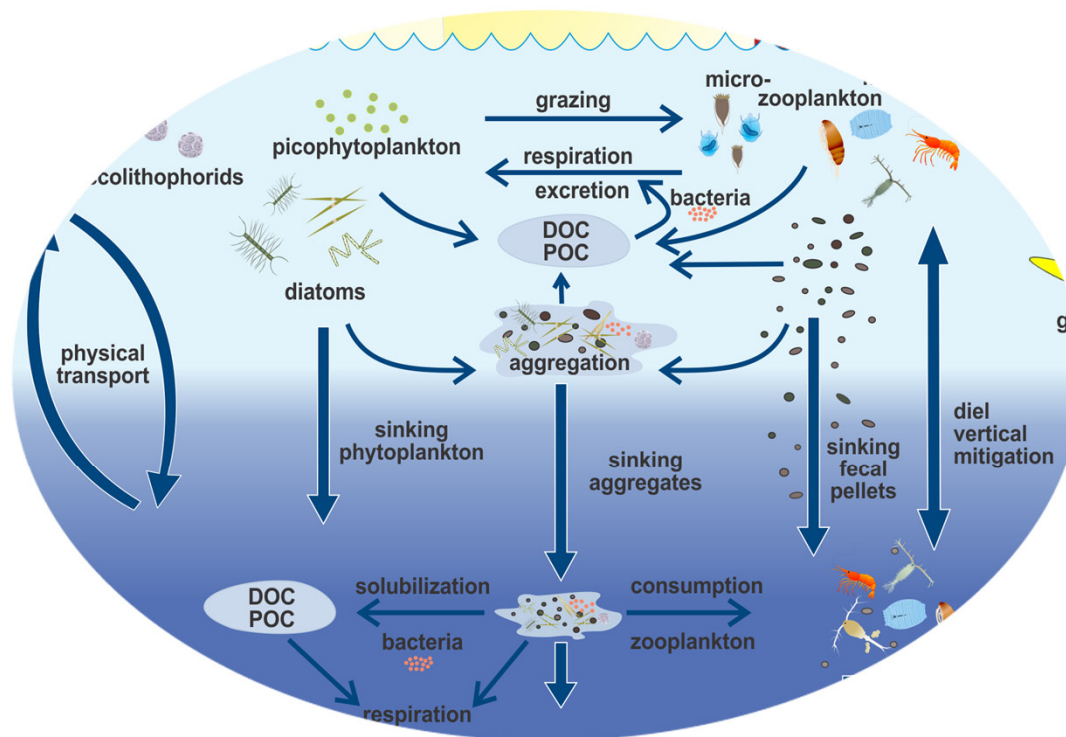 micro-
zooplankton
grazing
picophytoplankton
respiration
excretion
bacteria
colithophorids
DOC
POC
diatoms
aggregation
physical
transport
g
sinking
phytoplankton
sinking
aggregates
sinking
fecal
pellets
diel
vertical
mitigation
solubilization
consumption
DOC
POC
bacteria
zooplankton
respiration